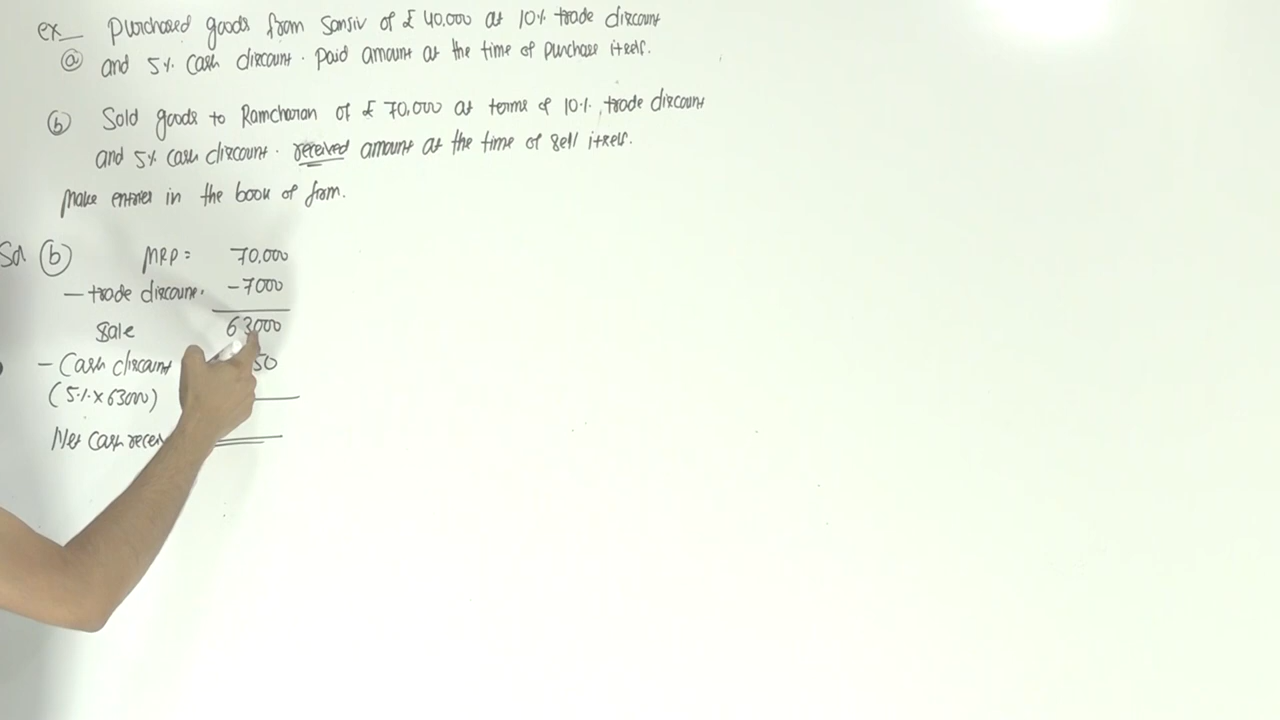 ex purchased goods from Sansiv of £ 40,000 at 10% trade discount
(a) and 5% cash discount. Paid amount at the time of purchase itself.
(b) Sold goods to Ramcharan of £ 70,000 at terms of 10%, trade discount
and 5% cash discount. received amount at the time of sell itself.
Make entries in the book of firm.
Sol (b) MRP = 70,000
- trade discount. - 7000
Sale 63000
- Cash discount 50
(5% × 63000)
Net Cash